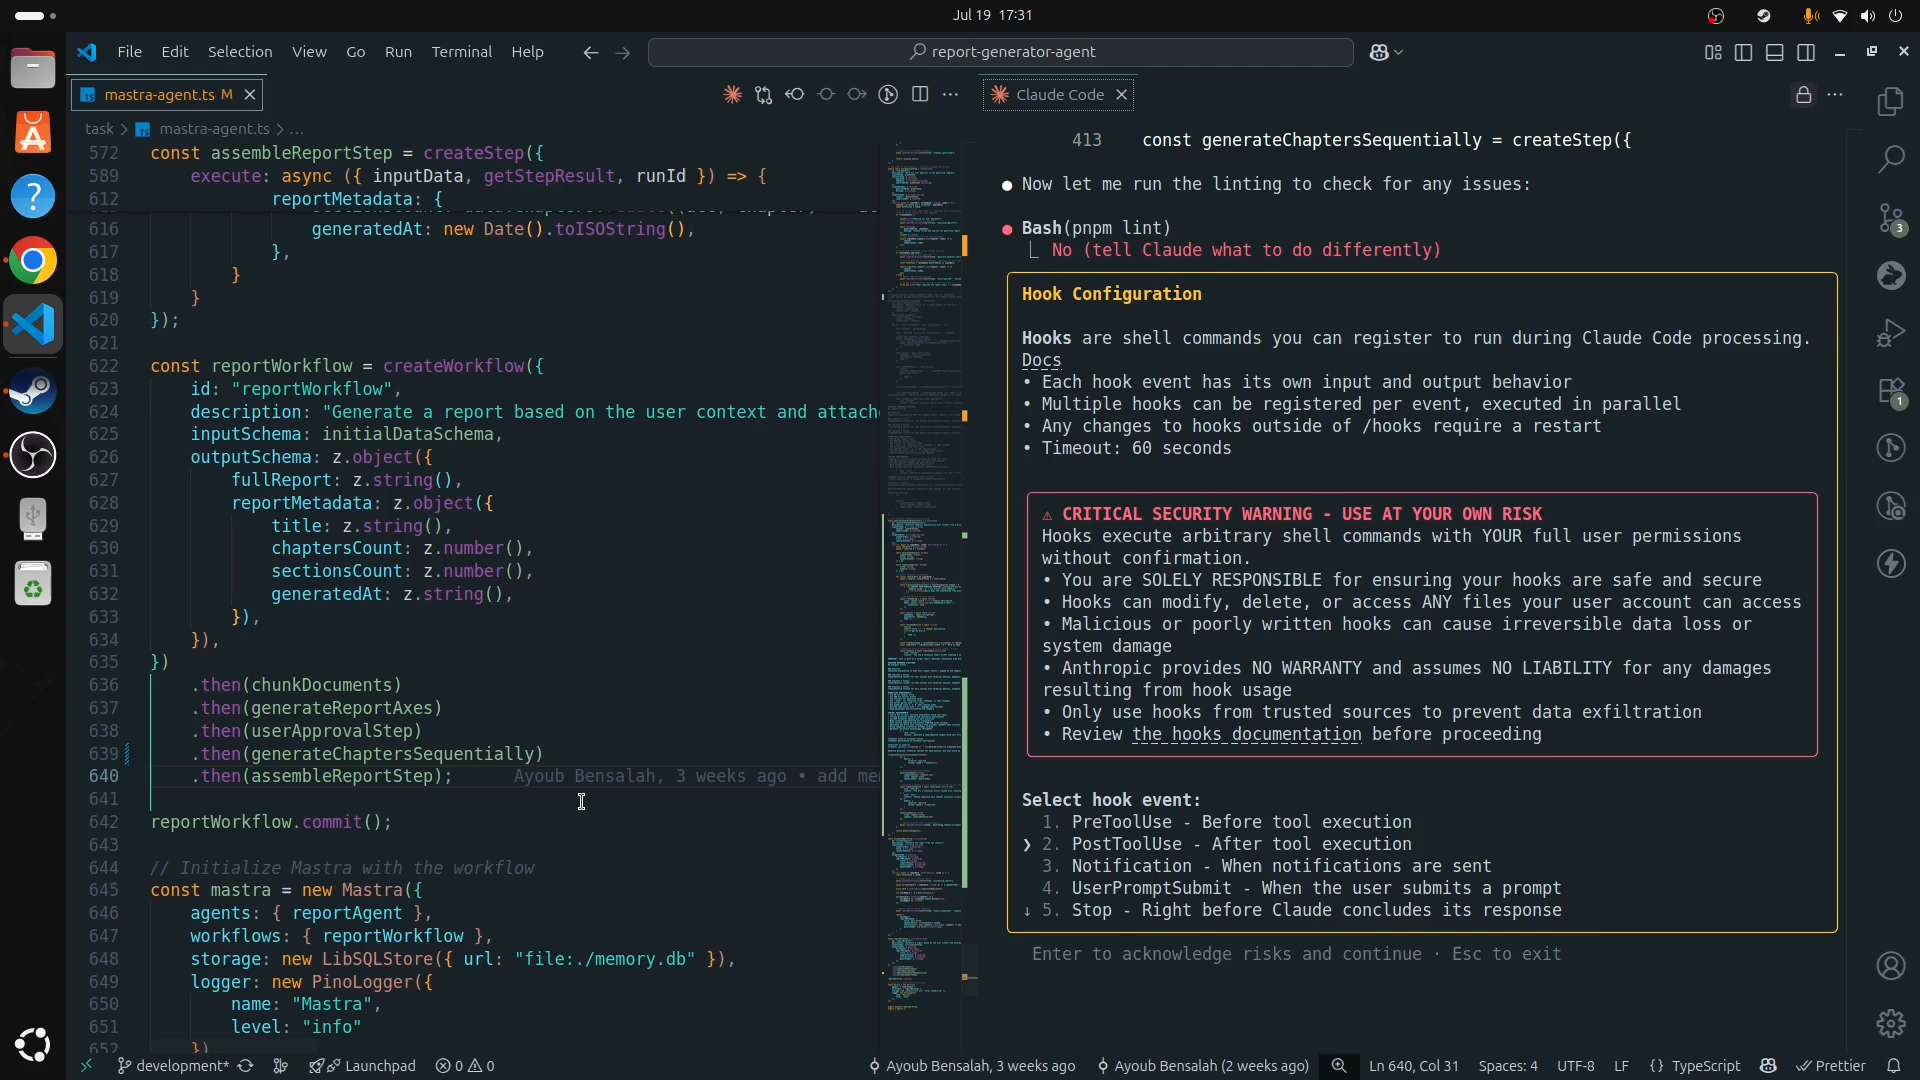 Jul 19 17:31
File Edit Selection View Go Run Terminal Help
report-generator-agent
mastra-agent.ts M
task > mastra-agent.ts > ...
572 const assembleReportStep = createStep({
589 execute: async ({ inputData, getStepResult, runId }) => {
612 reportMetadata: {
616 generatedAt: new Date().toISOString(),
617 },
618 }
619 }
620 });
621
622 const reportWorkflow = createWorkflow({
623 id: "reportWorkflow",
624 description: "Generate a report based on the user context and attach
625 inputSchema: initialDataSchema,
626 outputSchema: z.object({
627 fullReport: z.string(),
628 reportMetadata: z.object({
629 title: z.string(),
630 chaptersCount: z.number(),
631 sectionsCount: z.number(),
632 generatedAt: z.string(),
633 }),
634 }),
635 })
636 .then(chunkDocuments)
637 .then(generateReportAxes)
638 .then(userApprovalStep)
639 .then(generateChaptersSequentially)
640 .then(assembleReportStep); Ayoub Bensalah, 3 weeks ago • add me
641
642 reportWorkflow.commit();
643
644 // Initialize Mastra with the workflow
645 const mastra = new Mastra({
646 agents: { reportAgent },
647 workflows: { reportWorkflow },
648 storage: new LibSQLStore({ url: "file:./memory.db" }),
649 logger: new PinoLogger({
650 name: "Mastra",
651 level: "info"
652 })
Claude Code
413 const generateChaptersSequentially = createStep({
● Now let me run the linting to check for any issues:
● Bash(pnpm lint)
⎿ No (tell Claude what to do differently)
Hook Configuration
Hooks are shell commands you can register to run during Claude Code processing.
Docs
• Each hook event has its own input and output behavior
• Multiple hooks can be registered per event, executed in parallel
• Any changes to hooks outside of /hooks require a restart
• Timeout: 60 seconds
⚠ CRITICAL SECURITY WARNING - USE AT YOUR OWN RISK
Hooks execute arbitrary shell commands with YOUR full user permissions
without confirmation.
• You are SOLELY RESPONSIBLE for ensuring your hooks are safe and secure
• Hooks can modify, delete, or access ANY files your user account can access
• Malicious or poorly written hooks can cause irreversible data loss or
system damage
• Anthropic provides NO WARRANTY and assumes NO LIABILITY for any damages
resulting from hook usage
• Only use hooks from trusted sources to prevent data exfiltration
• Review the hooks documentation before proceeding
Select hook event:
1. PreToolUse - Before tool execution
❯ 2. PostToolUse - After tool execution
3. Notification - When notifications are sent
4. UserPromptSubmit - When the user submits a prompt
↓ 5. Stop - Right before Claude concludes its response
Enter to acknowledge risks and continue · Esc to exit
3
1
development* Launchpad 0 0 Ayoub Bensalah, 3 weeks ago Ayoub Bensalah (2 weeks ago) Ln 640, Col 31 Spaces: 4 UTF-8 LF {} TypeScript Prettier